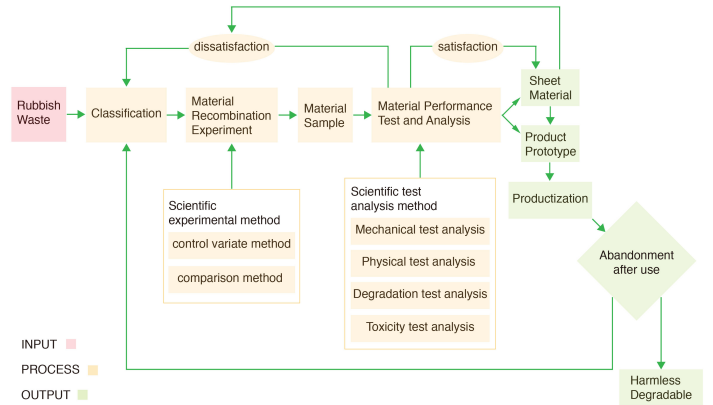 dissatisfaction
satisfaction
Rubbish
Waste
Classification
Material
Recombination
Experiment
Material
Sample
Material Performance
Test and Analysis
Sheet
Material
Product
Prototype
Productization
Scientific
experimental method
control variate method
comparison method
Scientific test
analysis method
Mechanical test analysis
Physical test analysis
Degradation test analysis
Toxicity test analysis
Abandonment
after use
Harmless
Degradable
INPUT
PROCESS
OUTPUT